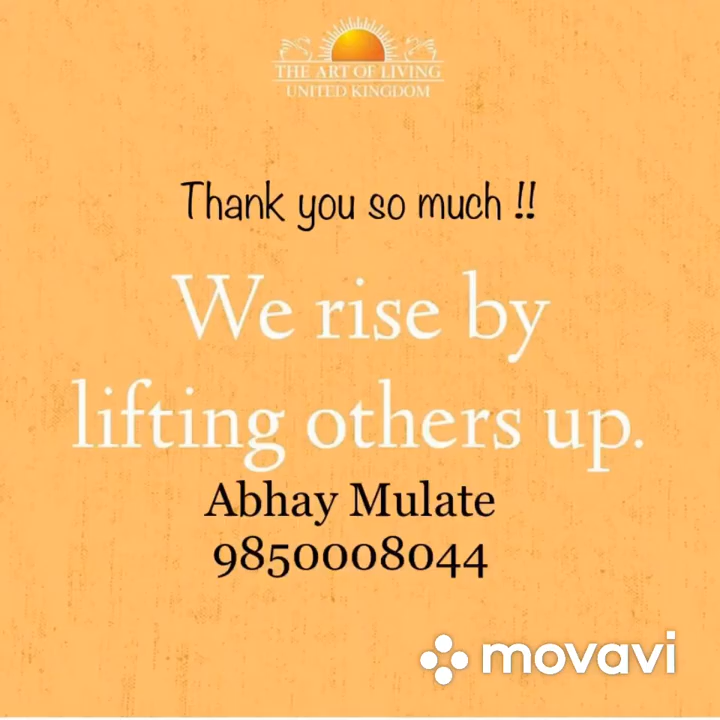 THE ART OF LIVING
UNITED KINGDOM
Thank you so much !!
We rise by
lifting others up.
Abhay Mulate
9850008044
movavi